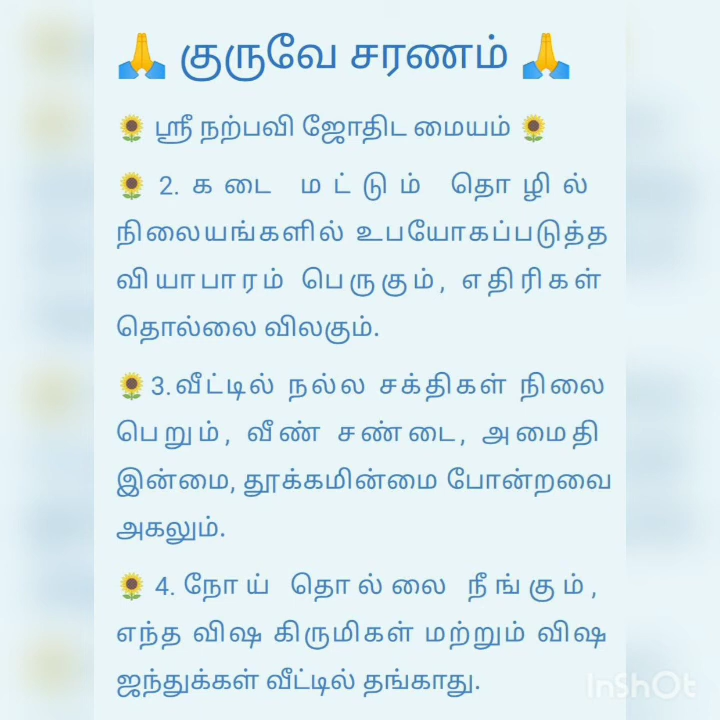 🙏 குருவே சரணம் 🙏
🌻 ஸ்ரீ நற்பவி ஜோதிட மையம் 🌻
🌻 2. கடை மட்டும் தொழில்
நிலையங்களில் உபயோகப்படுத்த
வியாபாரம் பெருகும், எதிரிகள்
தொல்லை விலகும்.
🌻 3.வீட்டில் நல்ல சக்திகள் நிலை
பெறும், வீண் சண்டை, அமைதி
இன்மை, தூக்கமின்மை போன்றவை
அகலும்.
🌻 4. நோய் தொல்லை நீங்கும்,
எந்த விஷ கிருமிகள் மற்றும் விஷ
ஜந்துக்கள் வீட்டில் தங்காது.
InShOt